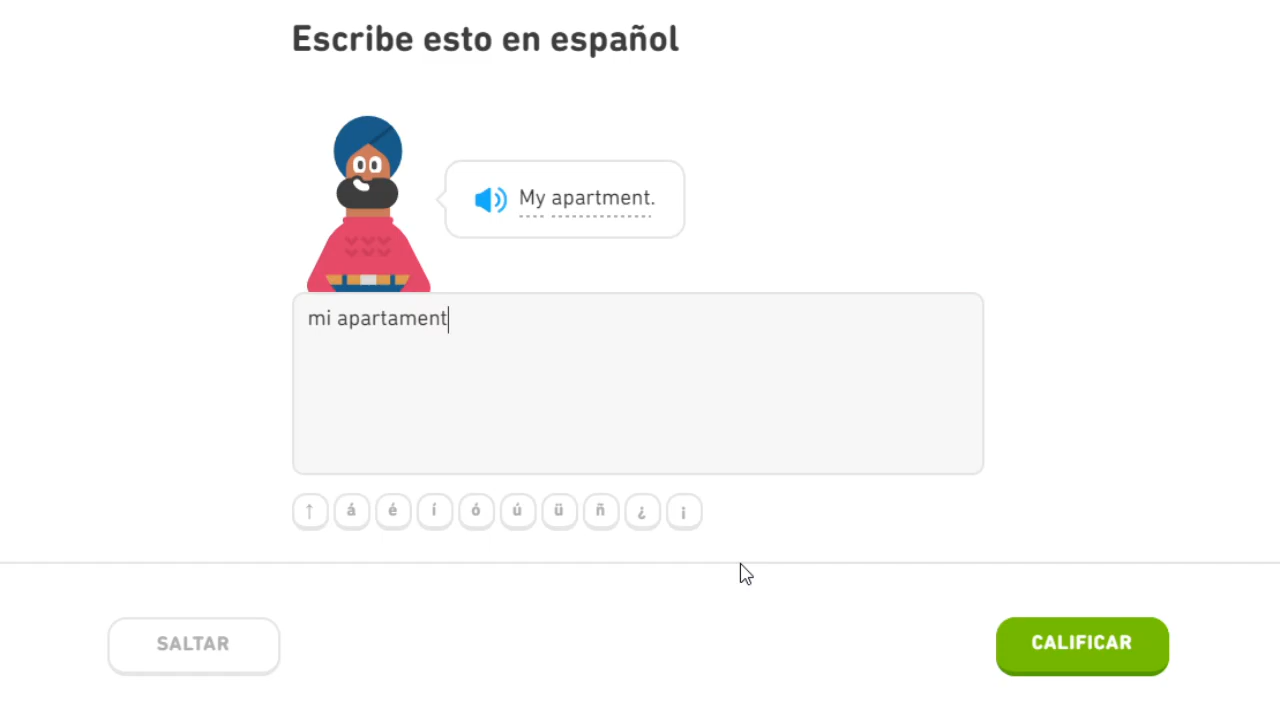 Escribe esto en español
My apartment.
mi apartament
↑ á é í ó ú ü ñ ¿ ¡
SALTAR
CALIFICAR